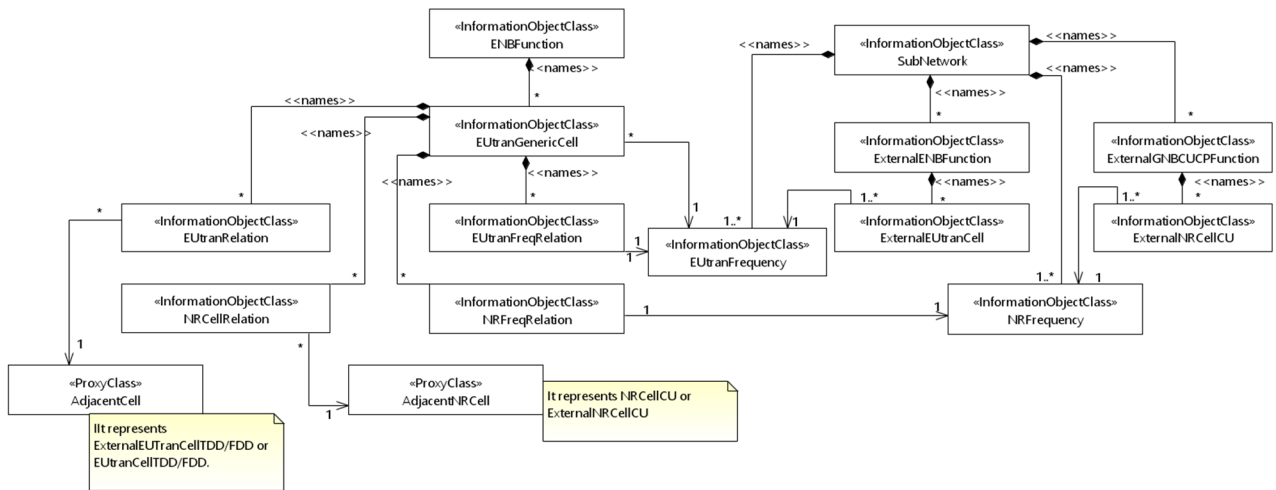 «InformationObjectClass»
ENBFunction
<<names>>
*
«InformationObjectClass»
SubNetwork
<<names>>
<<names>>
<<names>>
<<names>>
*
*
<<names>>
<<names>>
«InformationObjectClass»
EUtranGenericCell
*
1
<<names>>
<<names>>
*
*
*
*
«InformationObjectClass»
ExternalENBFunction
<<names>>
*
1..*
1
1..*
«InformationObjectClass»
ExternalGNBCUCPFunction
<<names>>
*
1..*
1
1..*
«InformationObjectClass»
EUtranRelation
*
1
«InformationObjectClass»
EUtranFreqRelation
1
1
«InformationObjectClass»
EUtranFrequency
«InformationObjectClass»
ExternalEUtranCell
«InformationObjectClass»
ExternalNRCellCU
«InformationObjectClass»
NRCellRelation
*
1
«InformationObjectClass»
NRFreqRelation
1
1
«InformationObjectClass»
NRFrequency
«ProxyClass»
AdjacentCell
IIt represents
ExternalEUTranCellTDD/FDD or
EUtranCellTDD/FDD.
«ProxyClass»
AdjacentNRCell
It represents NRCellCU or
ExternalNRCellCU